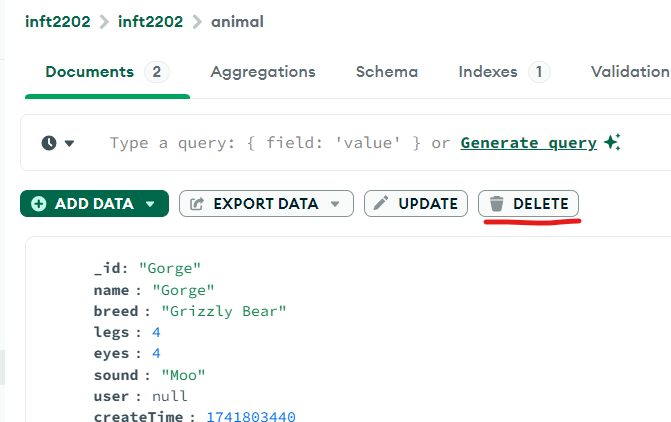 inft2202 > inft2202 > animal
Documents 2 Aggregations Schema Indexes 1 Validation
Type a query: { field: 'value' } or Generate query
ADD DATA EXPORT DATA UPDATE DELETE
_id: "Gorge"
name : "Gorge"
breed : "Grizzly Bear"
legs : 4
eyes : 4
sound : "Moo"
user : null
createTime : 1741803440